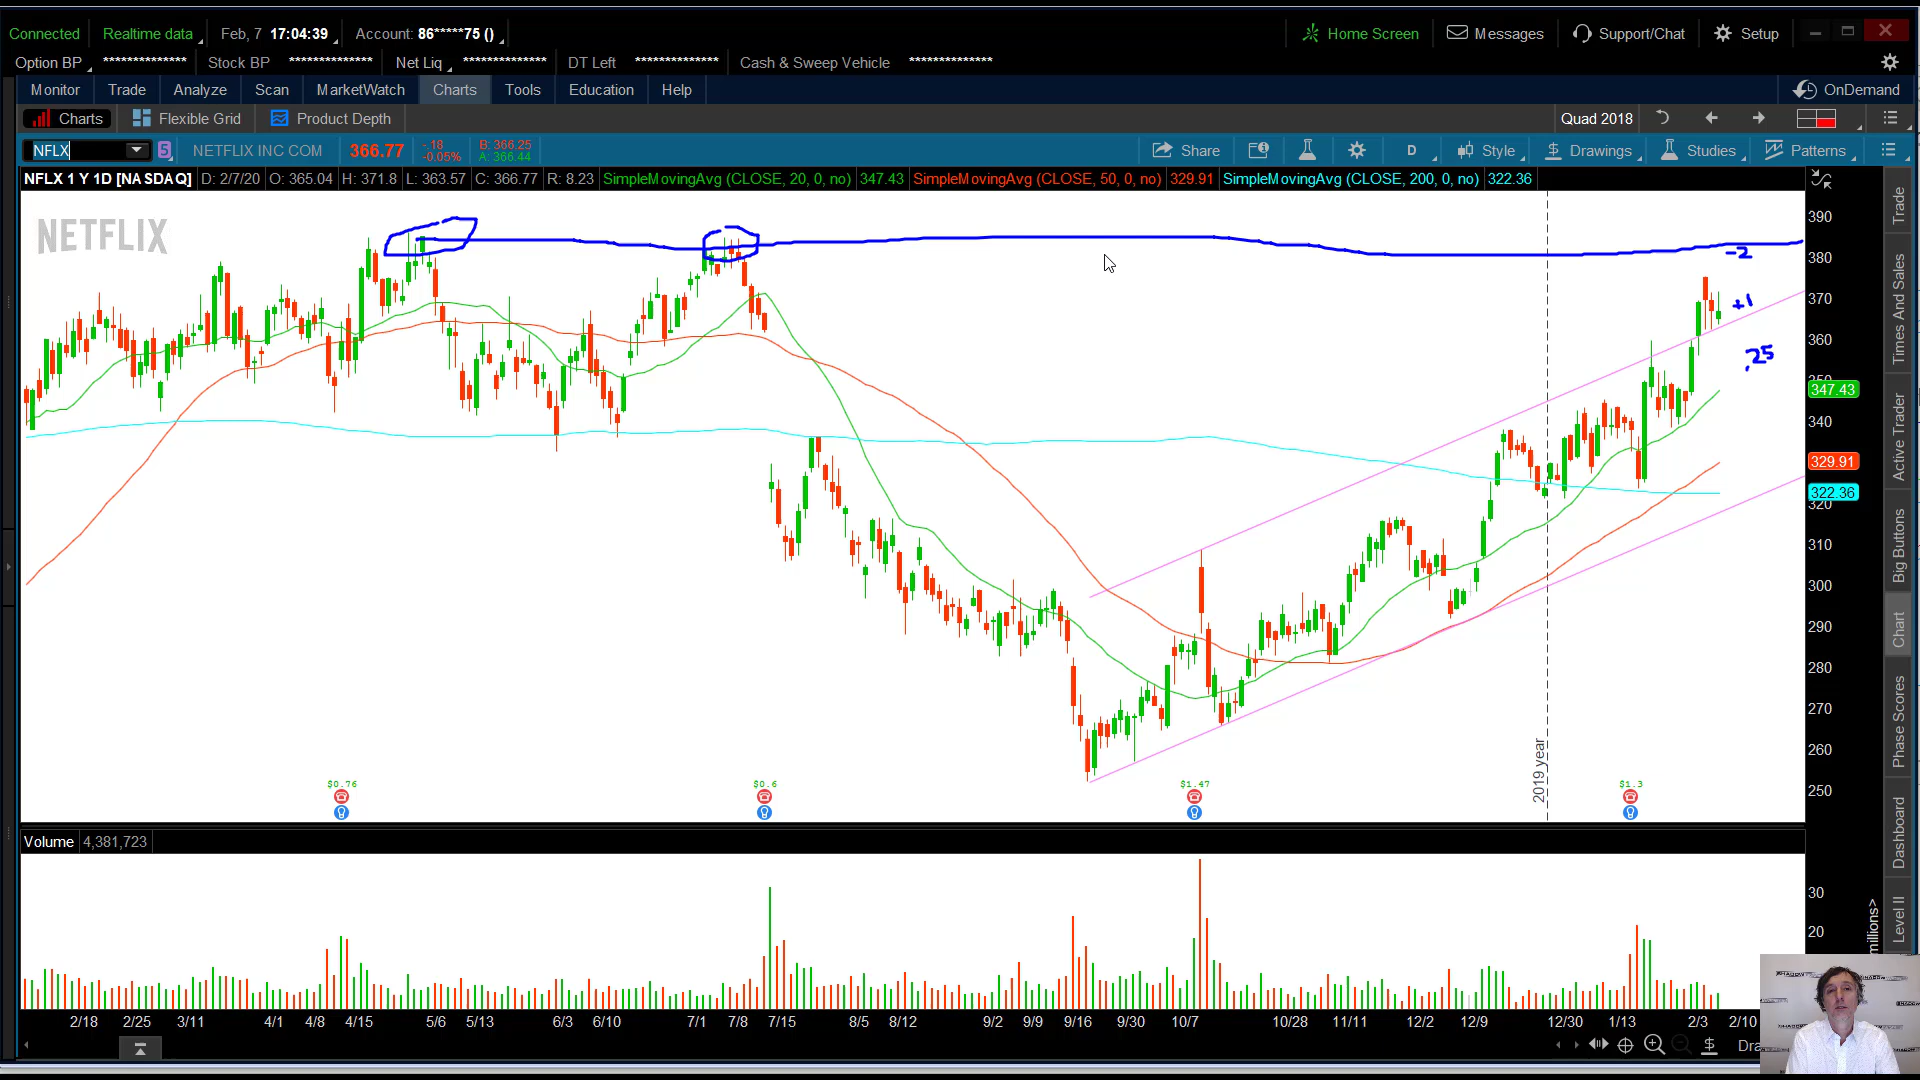 Connected Realtime data Feb, 7 17:04:39 Account: 86*****75 () Home Screen Messages Support/Chat Setup
Option BP ************** Stock BP ************** Net Liq ************** DT Left ************** Cash & Sweep Vehicle **************
Monitor Trade Analyze Scan MarketWatch Charts Tools Education Help OnDemand
Charts Flexible Grid Product Depth Quad 2018
NFLX 5 NETFLIX INC COM 366.77 -.18 -0.05% B: 366.25 A: 366.44 Share D Style $ Drawings Studies Patterns
NFLX 1 Y 1D [NASDAQ] D: 2/7/20 O: 365.04 H: 371.8 L: 363.57 C: 366.77 R: 8.23 SimpleMovingAvg (CLOSE, 20, 0, no) 347.43 SimpleMovingAvg (CLOSE, 50, 0, no) 329.91 SimpleMovingAvg (CLOSE, 200, 0, no) 322.36
NETFLIX
390
380
-2
370
+1
360
.25
350
347.43
340
329.91
322.36
320
310
300
290
280
270
260
250
2019 year
$0.76 $0.6 $1.47 $1.3
Volume 4,381,723
30
20
millions>
2/18 2/25 3/11 4/1 4/8 4/15 5/6 5/13 6/3 6/10 7/1 7/8 7/15 8/5 8/12 9/2 9/9 9/16 9/30 10/7 10/28 11/11 12/2 12/9 12/30 1/13 2/3 2/10
$ Dra
Trade
Times And Sales
Active Trader
Big Buttons
Chart
Phase Scores
Dashboard
Level II